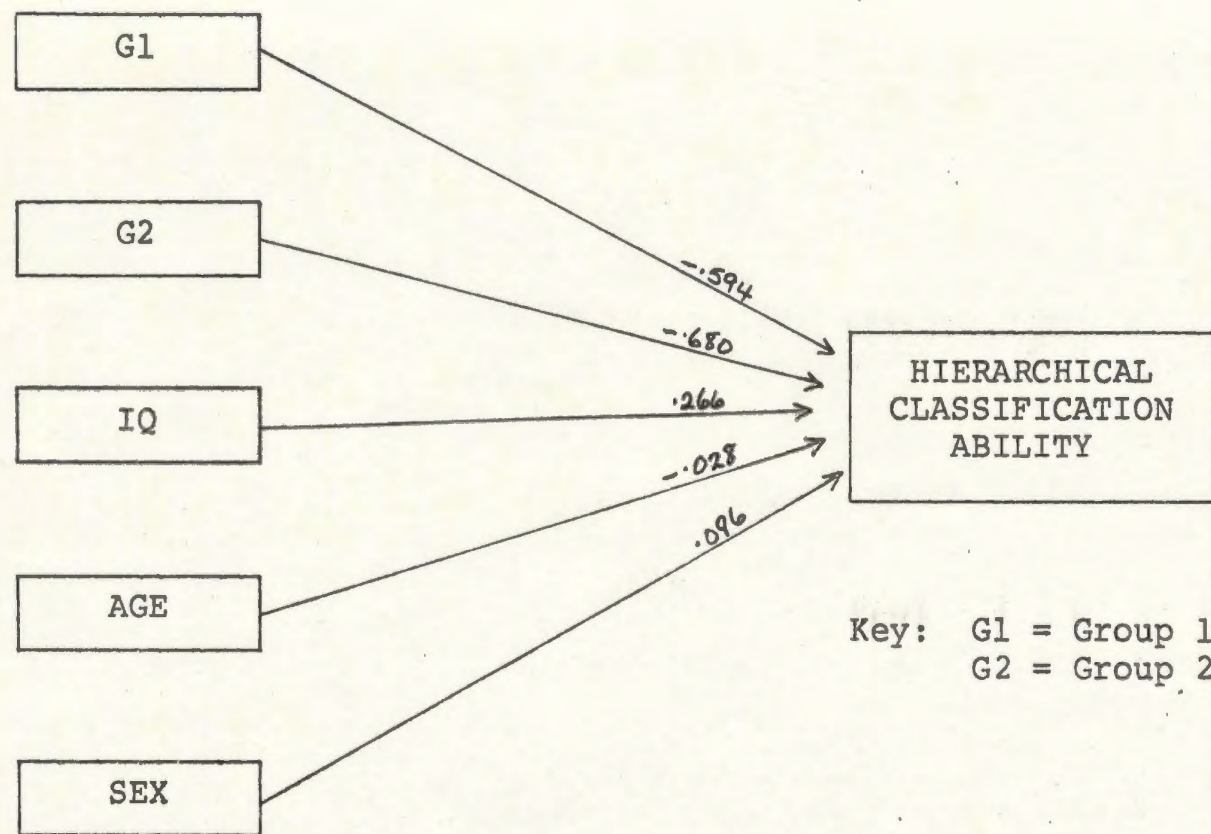 G1
G2
IQ
AGE
SEX
-.594
-.680
.266
-.028
.096
HIERARCHICAL
CLASSIFICATION
ABILITY
Key: G1 = Group 1
G2 = Group 2